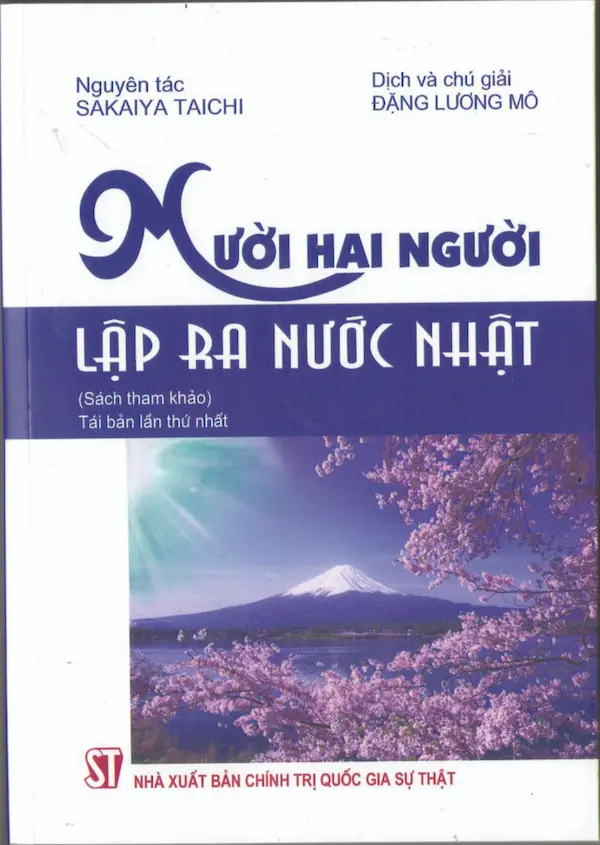 Nguyên tác
SAKAIYA TAICHI
Dịch và chú giải
ĐẶNG LƯƠNG MÔ
MƯỜI HAI NGƯỜI
LẬP RA NƯỚC NHẬT
(Sách tham khảo)
Tái bản lần thứ nhất
ST
NHÀ XUẤT BẢN CHÍNH TRỊ QUỐC GIA SỰ THẬT